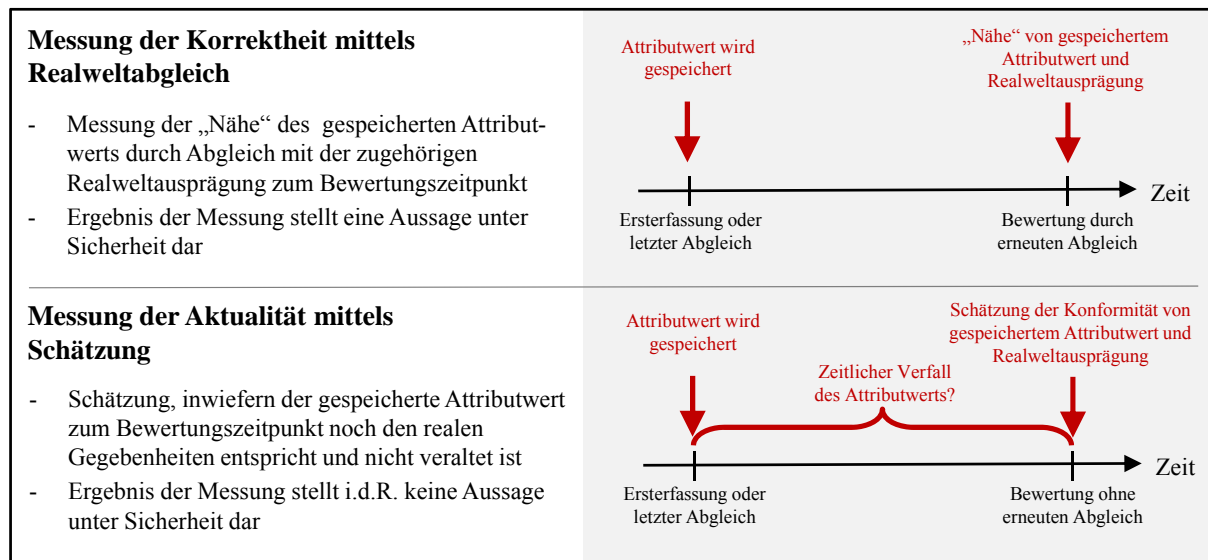 Messung der Korrektheit mittels
Realweltabgleich
- Messung der „Nähe“ des gespeicherten Attribut-
werts durch Abgleich mit der zugehörigen
Realweltausprägung zum Bewertungszeitpunkt
- Ergebnis der Messung stellt eine Aussage unter
Sicherheit dar
Attributwert wird
gespeichert
„Nähe“ von gespeichertem
Attributwert und
Realweltausprägung
Zeit
Ersterfassung oder
letzter Abgleich
Bewertung durch
erneuten Abgleich
Messung der Aktualität mittels
Schätzung
- Schätzung, inwiefern der gespeicherte Attributwert
zum Bewertungszeitpunkt noch den realen
Gegebenheiten entspricht und nicht veraltet ist
- Ergebnis der Messung stellt i.d.R. keine Aussage
unter Sicherheit dar
Attributwert wird
gespeichert
Schätzung der Konformität von
gespeichertem Attributwert und
Realweltausprägung
Zeitlicher Verfall
des Attributwerts?
Zeit
Ersterfassung oder
letzter Abgleich
Bewertung ohne
erneuten Abgleich